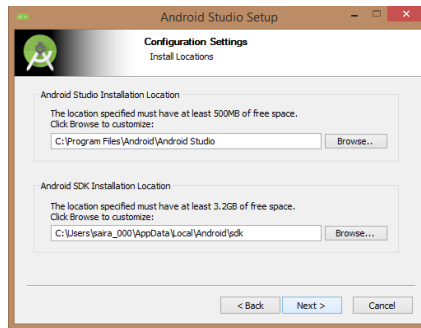 Android Studio Setup
Configuration Settings
Install Locations
Android Studio Installation Location
The location specified must have at least 500MB of free space.
Click Browse to customize:
C:\Program Files\Android\Android Studio
Browse..
Android SDK Installation Location
The location specified must have at least 3.2GB of free space.
Click Browse to customize:
C:\Users\saira_000\AppData\Local\Android\sdk
Browse...
< Back
Next >
Cancel